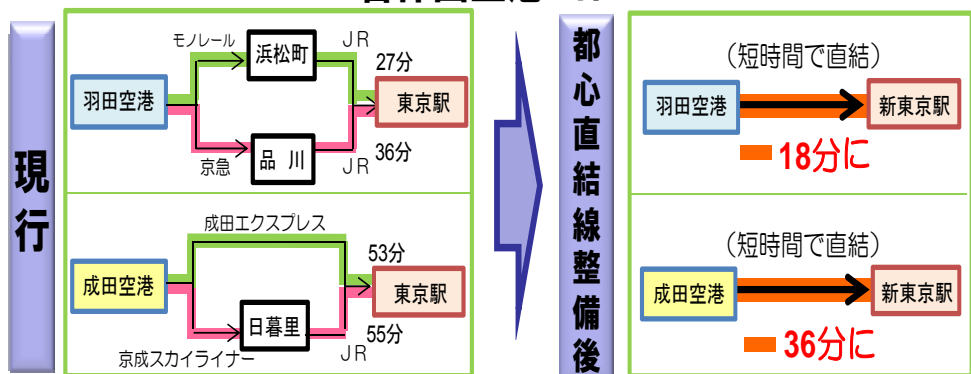 現行
モノレール
浜松町
JR
27分
羽田空港
東京駅
京急
品川
JR
36分
成田エクスプレス
53分
成田空港
東京駅
日暮里
55分
京成スカイライナー
JR
都心直結線整備後
(短時間で直結)
羽田空港
新東京駅
18分に
(短時間で直結)
成田空港
新東京駅
36分に